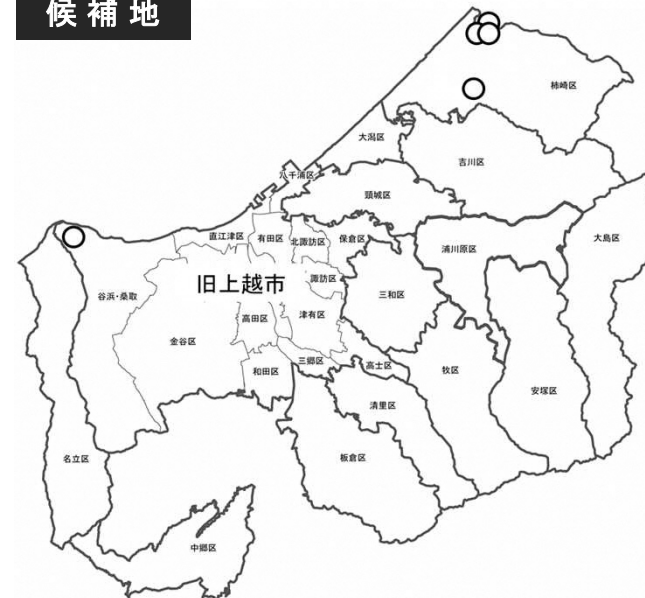 候補地
柿崎区
大潟区
吉川区
八千浦区
頸城区
直江津区
有田区
北諏訪区
保倉区
浦川原区
大島区
旧上越市
諏訪区
谷浜・桑取
三和区
高田区
津有区
金谷区
三郷区
高士区
和田区
牧区
安塚区
清里区
名立区
板倉区
中郷区